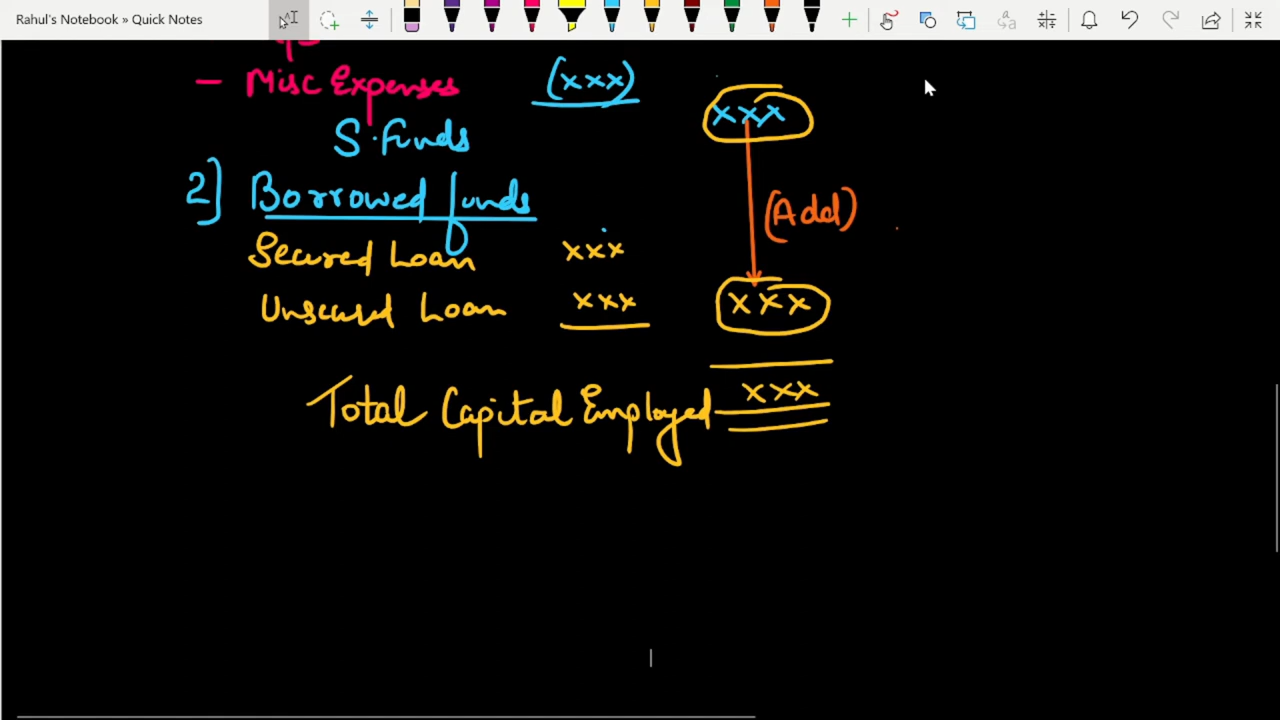 Rahul's Notebook » Quick Notes
- Misc Expenses (xxx)
xxx
S.Funds
2] Borrowed funds
(Add)
Secured Loan xxx
Unsecured Loan xxx xxx
Total Capital Employed xxx